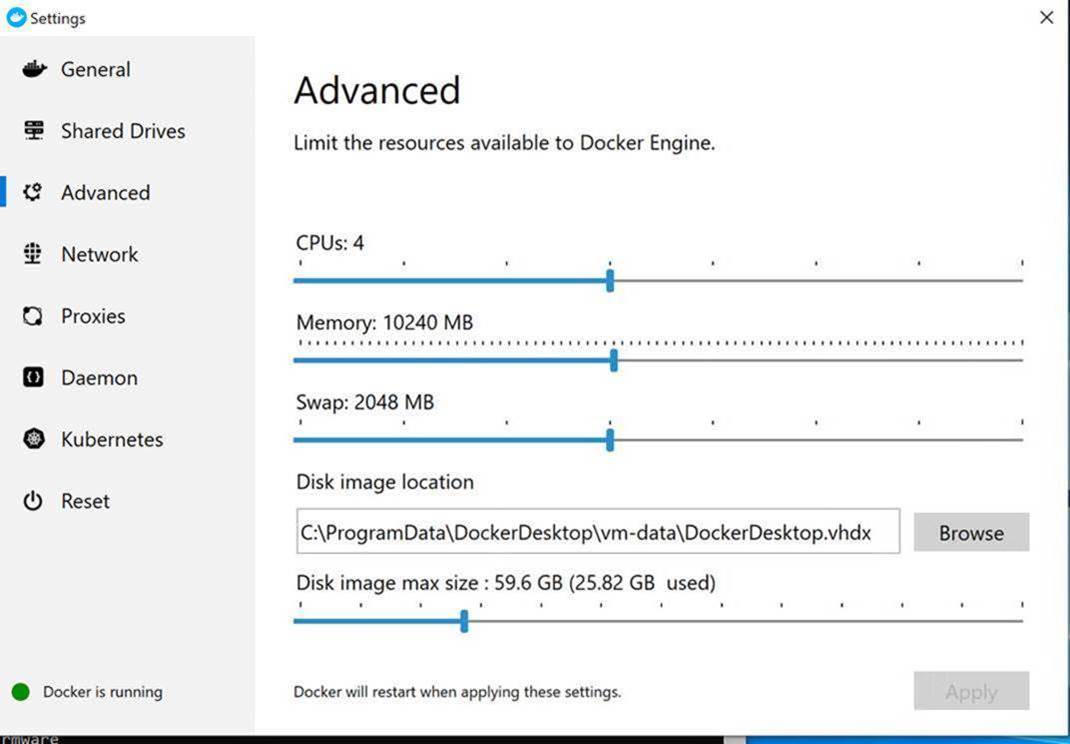 Settings
General
Shared Drives
Advanced
Network
Proxies
Daemon
Kubernetes
Reset
Docker is running
Advanced
Limit the resources available to Docker Engine.
CPUs: 4
Memory: 10240 MB
Swap: 2048 MB
Disk image location
C:\ProgramData\DockerDesktop\vm-data\DockerDesktop.vhdx
Browse
Disk image max size : 59.6 GB (25.82 GB  used)
Docker will restart when applying these settings.
Apply
rmware